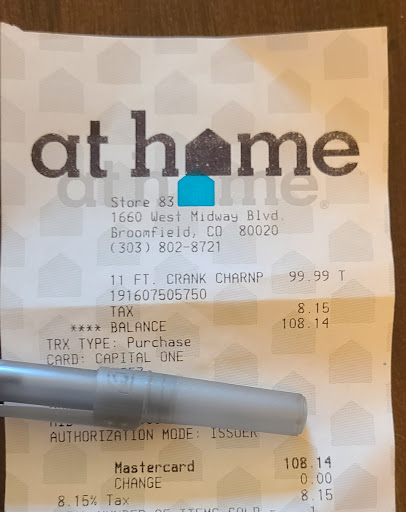 at home
at home®
Store 83
1660 West Midway Blvd.
Broomfield, CO 80020
(303) 802-8721
11 FT. CRANK CHARNP 99.99 T
191607505750
TAX 8.15
**** BALANCE 108.14
TRX TYPE: Purchase
CARD: CAPITAL ONE
AUTHORIZATION MODE: ISSUER
Mastercard 108.14
CHANGE 0.00
8.15% Tax 8.15